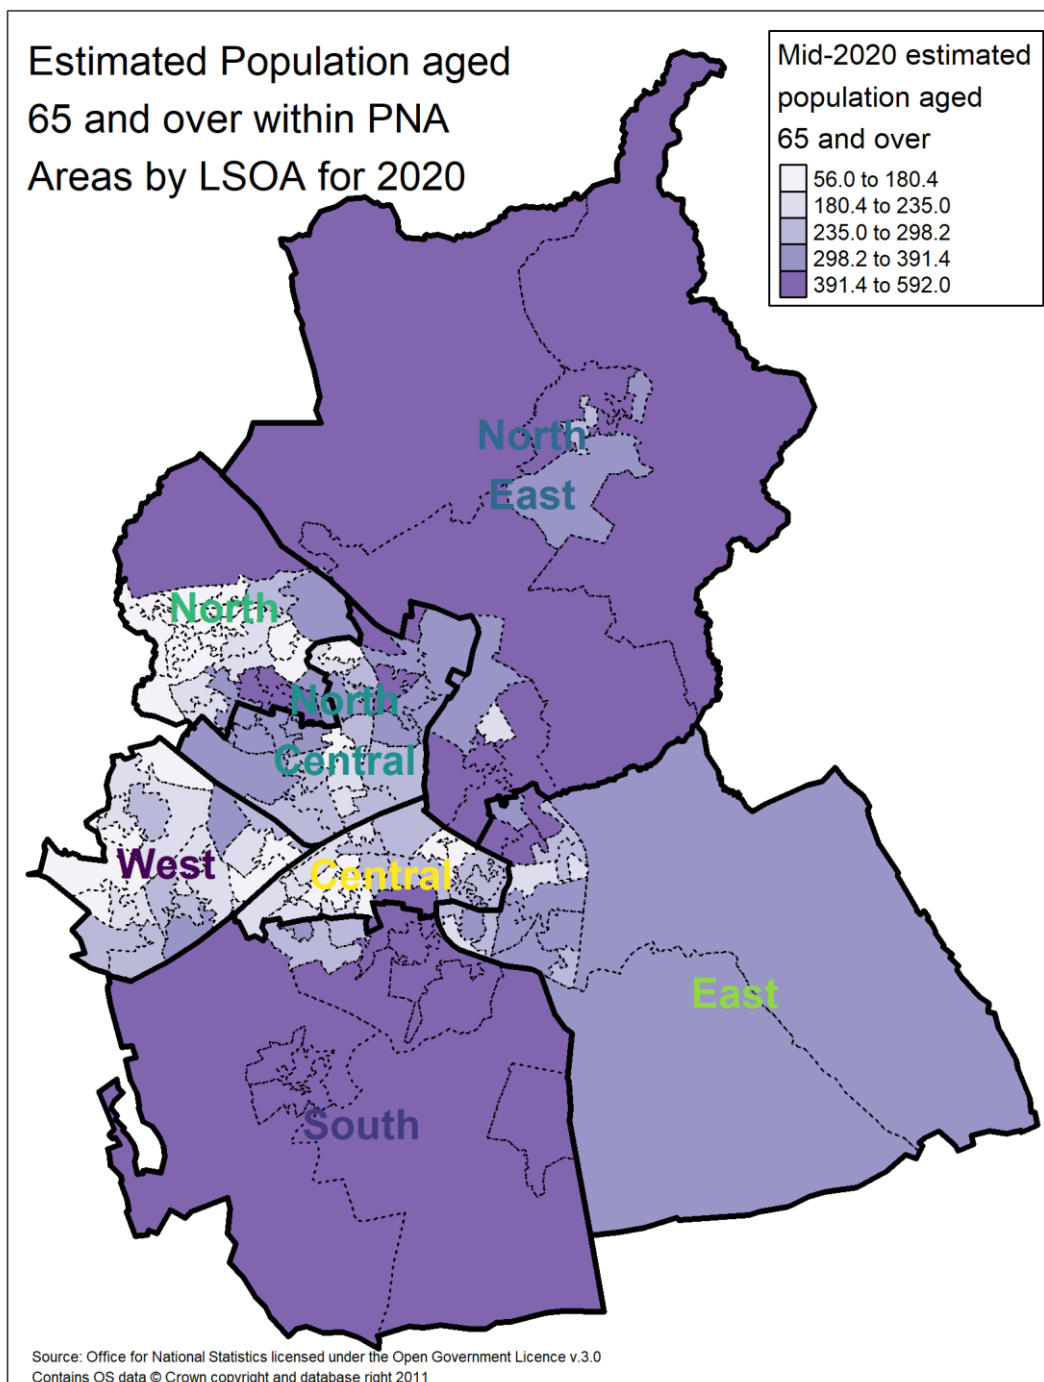 Estimated Population aged
65 and over within PNA
Areas by LSOA for 2020
Mid-2020 estimated
population aged
65 and over
56.0 to 180.4
180.4 to 235.0
235.0 to 298.2
298.2 to 391.4
391.4 to 592.0
North
East
North
North
Central
West
Central
East
South
Source: Office for National Statistics licensed under the Open Government Licence v.3.0
Contains OS data © Crown copyright and database right 2011